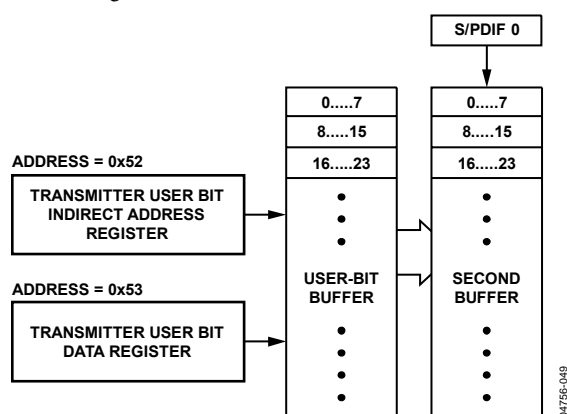 S/PDIF 0
0.....7
8.....15
16.....23
0.....7
8.....15
16.....23
ADDRESS = 0x52
TRANSMITTER USER BIT
INDIRECT ADDRESS
REGISTER
ADDRESS = 0x53
TRANSMITTER USER BIT
DATA REGISTER
USER-BIT
BUFFER
SECOND
BUFFER
04756-049